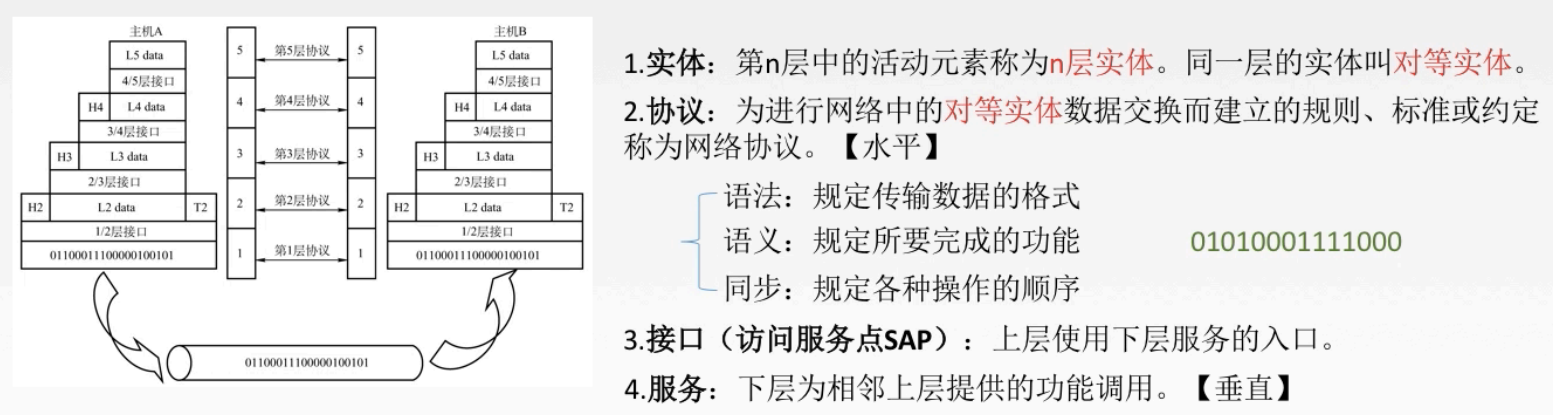 主机A
主机B
L5 data
5
第5层协议
5
L5 data
4/5层接口
4/5层接口
H4
L4 data
4
第4层协议
4
H4
L4 data
3/4层接口
3/4层接口
H3
L3 data
3
第3层协议
3
H3
L3 data
2/3层接口
2/3层接口
H2
L2 data
T2
2
第2层协议
2
H2
L2 data
T2
1/2层接口
1/2层接口
01100011100000100101
1
第1层协议
1
01100011100000100101
01100011100000100101
1.实体：第n层中的活动元素称为n层实体。同一层的实体叫对等实体。
2.协议：为进行网络中的对等实体数据交换而建立的规则、标准或约定
称为网络协议。【水平】
语法：规定传输数据的格式
语义：规定所要完成的功能
01010001111000
同步：规定各种操作的顺序
3.接口（访问服务点SAP）：上层使用下层服务的入口。
4.服务：下层为相邻上层提供的功能调用。【垂直】